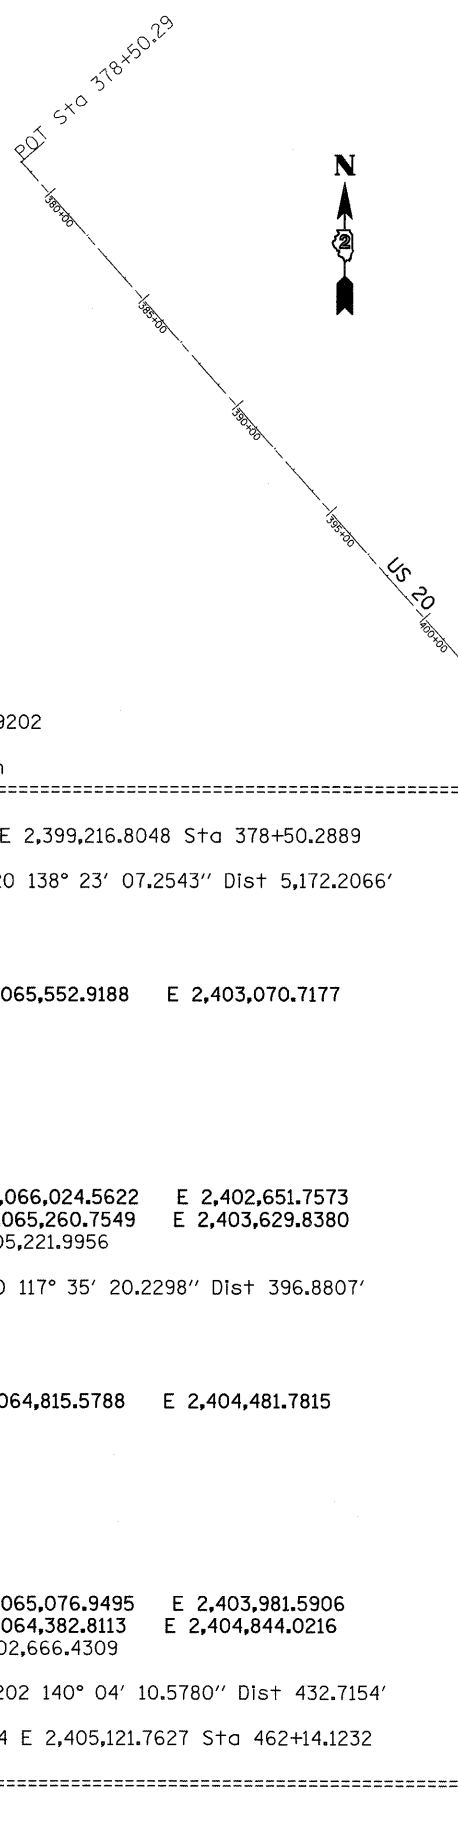 POT Sta 378+50.29
N
2
380+00
385+00
390+00
395+00
US 20
400+00
9202
================================================
E 2,399,216.8048 Sta 378+50.2889
20 138° 23′ 07.2543″ Dist 5,172.2066′
065,552.9188 E 2,403,070.7177
,066,024.5622 E 2,402,651.7573
065,260.7549 E 2,403,629.8380
05,221.9956
0 117° 35′ 20.2298″ Dist 396.8807′
064,815.5788 E 2,404,481.7815
065,076.9495 E 2,403,981.5906
064,382.8113 E 2,404,844.0216
02,666.4309
202 140° 04′ 10.5780″ Dist 432.7154′
4 E 2,405,121.7627 Sta 462+14.1232
================================================